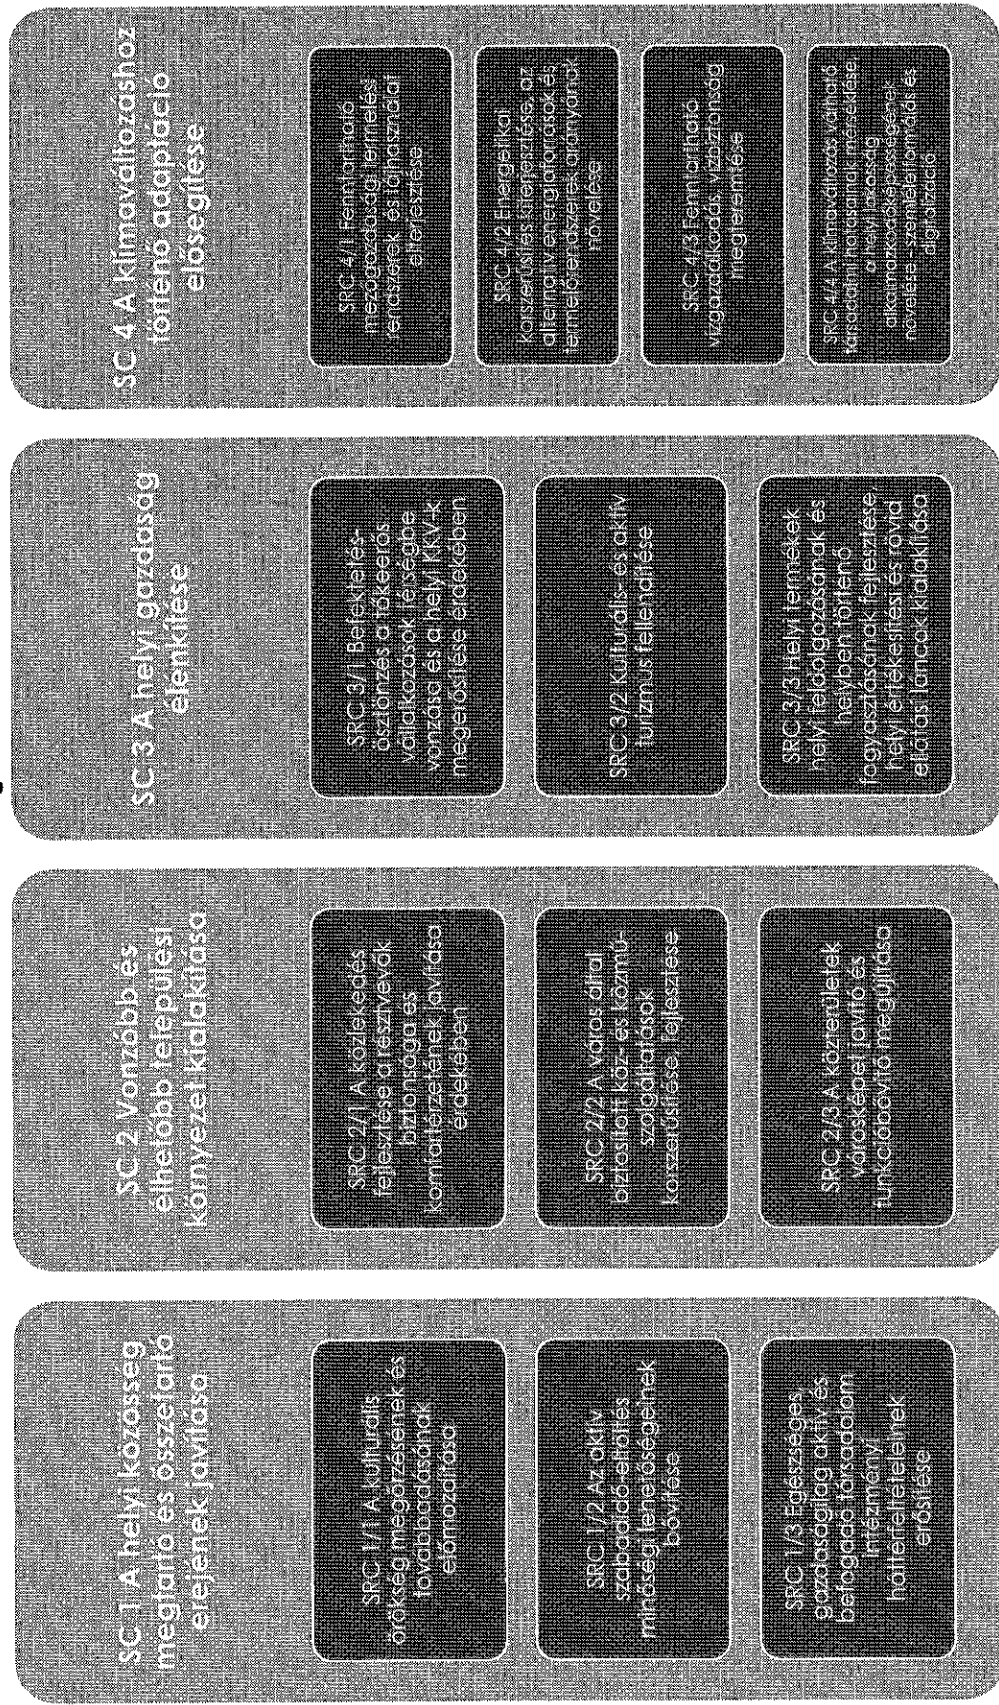 SC 1 A helyi közösség
megtartó és összetartó
erejének javítása
SRC 1/1 A kulturális
örökség megőrzésének és
továbbadásának
előmozdítása
SRC 1/2 Az aktív
szabadidő-eltöltés
minőségi lehetőségeinek
bővítése
SRC 1/3 Egészséges,
gazdaságilag aktív és
befogadó társadalom
intézményi
háttérfeltételeinek
erősítése
SC 2 Vonzóbb és
élhetőbb települési
környezet kialakítása
SRC 2/1 A közlekedés
fejlesztése a résztvevők
biztonsága és
komfortérzetének javítása
érdekében
SRC 2/2 A város által
biztosított köz- és közmű-
szolgáltatások
korszerűsítése, fejlesztése
SRC 2/3 A közterületek
városképet javító és
funkcióbővítő megújítása
SC 3 A helyi gazdaság
élénkítése
SRC 3/1 Befektetés-
ösztönzés a tőkeerős
vállalkozások térségbe
vonzása és a helyi KKV-k
megerősítése érdekében
SRC 3/2 Kulturális- és aktív
turizmus fellendítése
SRC 3/3 Helyi termékek
helyi feldolgozásának és
helyben történő
fogyasztásának fejlesztése,
helyi értékesítési és rövid
ellátás láncok kialakítása
SC 4 A klímaváltozáshoz
történő adaptáció
elősegítése
SRC 4/1 Fenntartható
mezőgazdasági termelési
rendszerek és tájhasználat
elterjesztése
SRC 4/2 Energetikai
korszerűsítés kiterjesztése, az
alternatív energiaforrások és
termelőrendszerek arányának
növelése
SRC 4/3 Fenntartható
vízgazdálkodás, vízbiztonság
megteremtése
SRC 4/4 A klímaváltozás várható
társadalmi hatásainak mérséklése,
a helyi lakosság
alkalmazkodóképességének
növelése - szemléletformálás és
digitalizáció